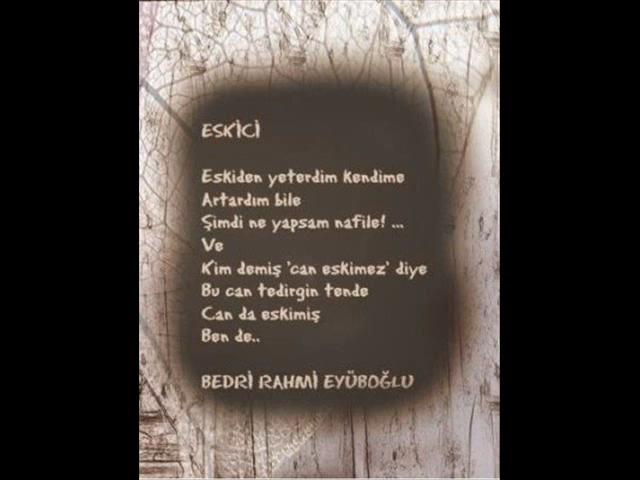 ESKİCİ
Eskiden yeterdim kendime
Artardım bile
Şimdi ne yapsam nafile! ...
Ve
Kim demiş 'can eskimez' diye
Bu can tedirgin tende
Can da eskimiş
Ben de..
BEDRİ RAHMİ EYÜBOĞLU